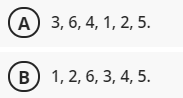 A 3, 6, 4, 1, 2, 5.
B 1, 2, 6, 3, 4, 5.